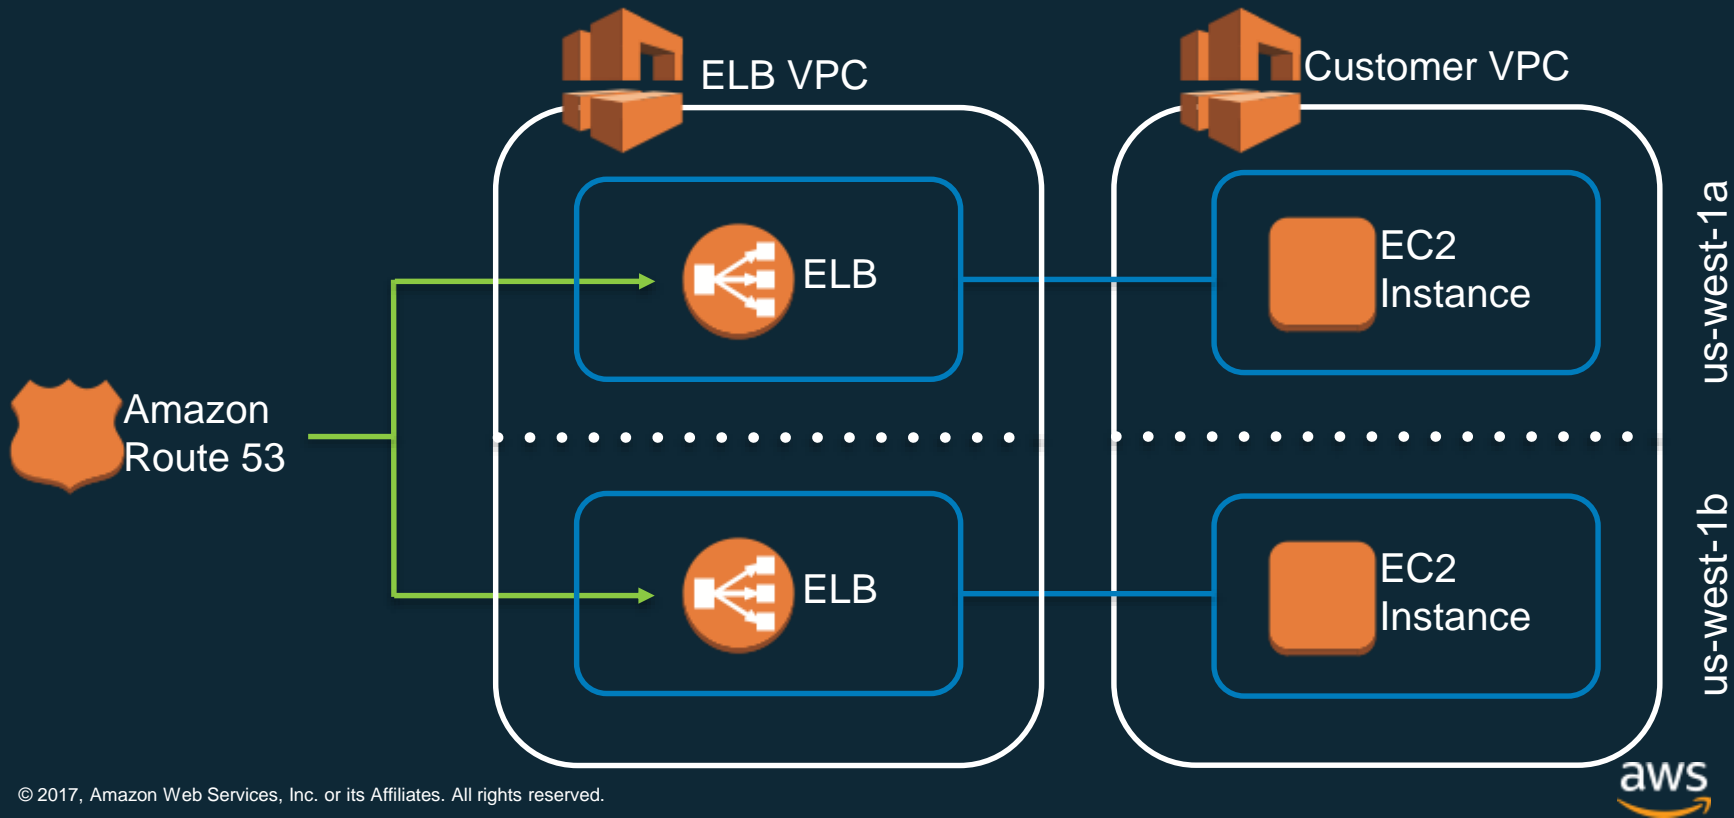 ELB VPC
Customer VPC
ELB
EC2
Instance
us-west-1a
Amazon
Route 53
ELB
EC2
Instance
us-west-1b
© 2017, Amazon Web Services, Inc. or its Affiliates. All rights reserved.
aws